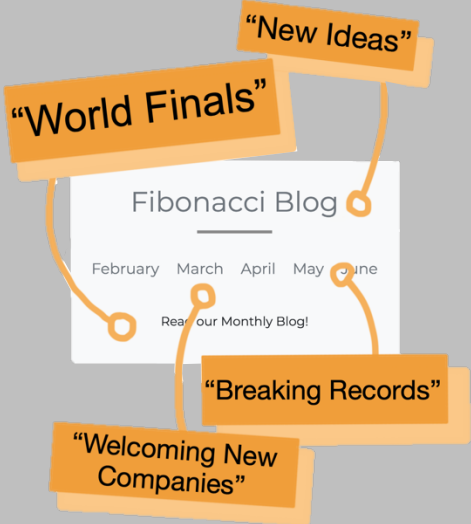 “New Ideas”
“World Finals”
Fibonacci Blog
February March April May June
Read our Monthly Blog!
“Breaking Records”
“Welcoming New
Companies”